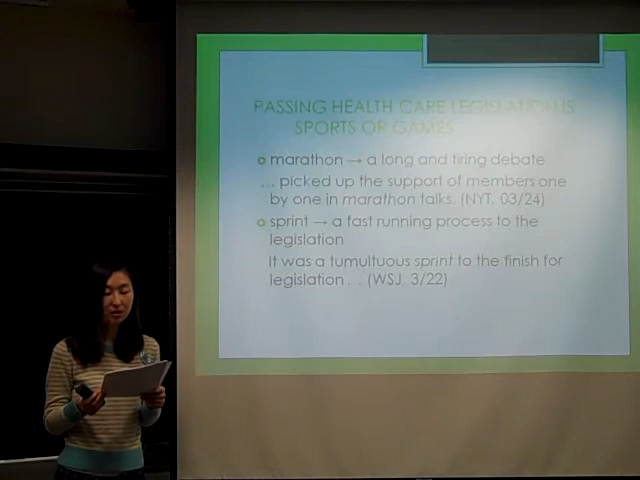 PASSING HEALTH CARE LEGISLATION IS
SPORTS OR GAMES
marathon → a long and tiring debate
… picked up the support of members one
by one in marathon talks. (NYT, 03/24)
sprint → a fast running process to the
legislation
It was a tumultuous sprint to the finish for
legislation . . (WSJ, 3/22)